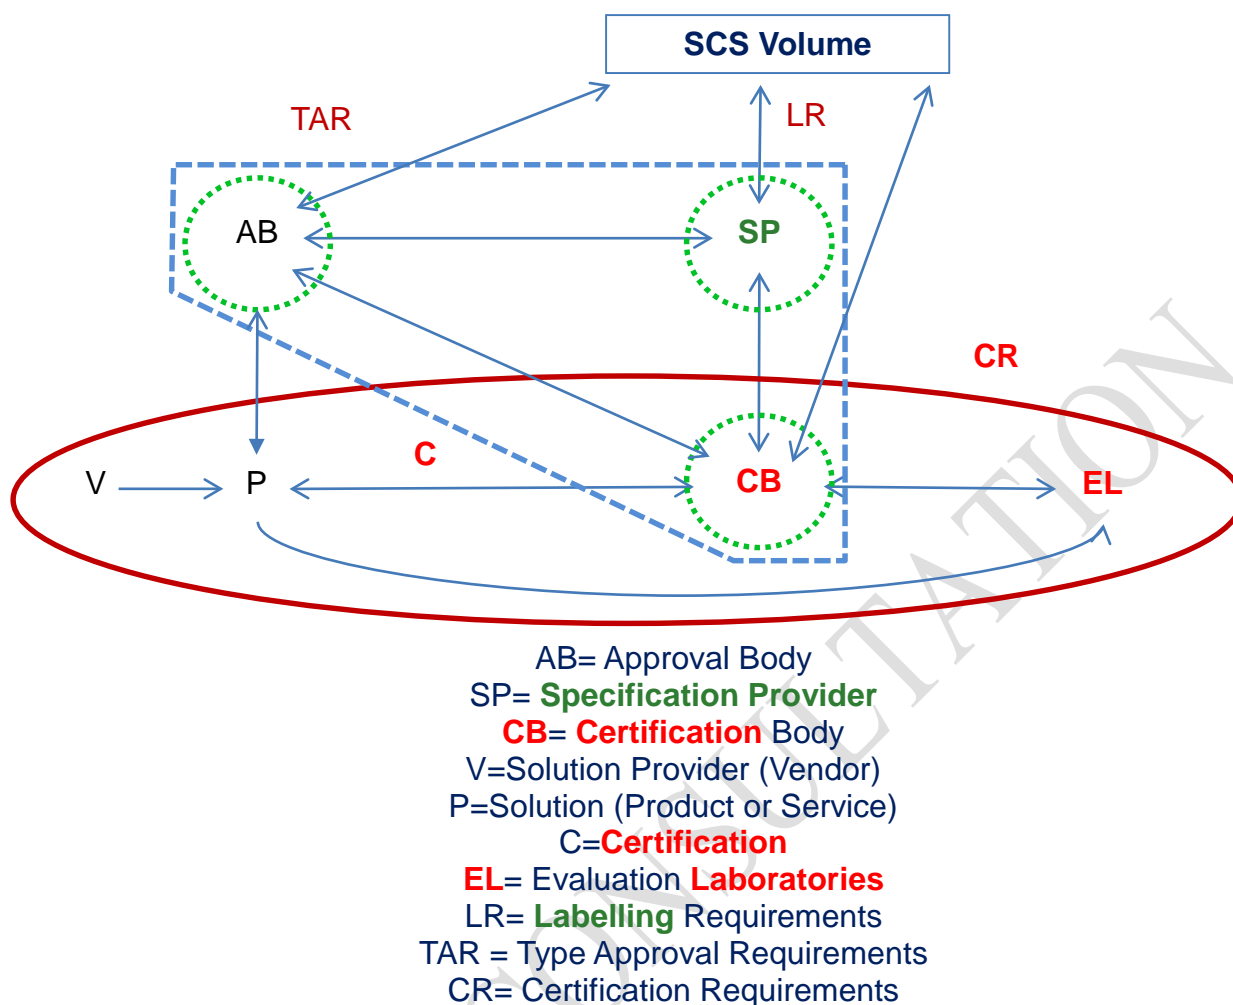 SCS Volume
TAR
LR
AB
SP
CR
C
V
P
CB
EL
AB= Approval Body
SP= Specification Provider
CB= Certification Body
V=Solution Provider (Vendor)
P=Solution (Product or Service)
C=Certification
EL= Evaluation Laboratories
LR= Labelling Requirements
TAR = Type Approval Requirements
CR= Certification Requirements
CONSULTATION